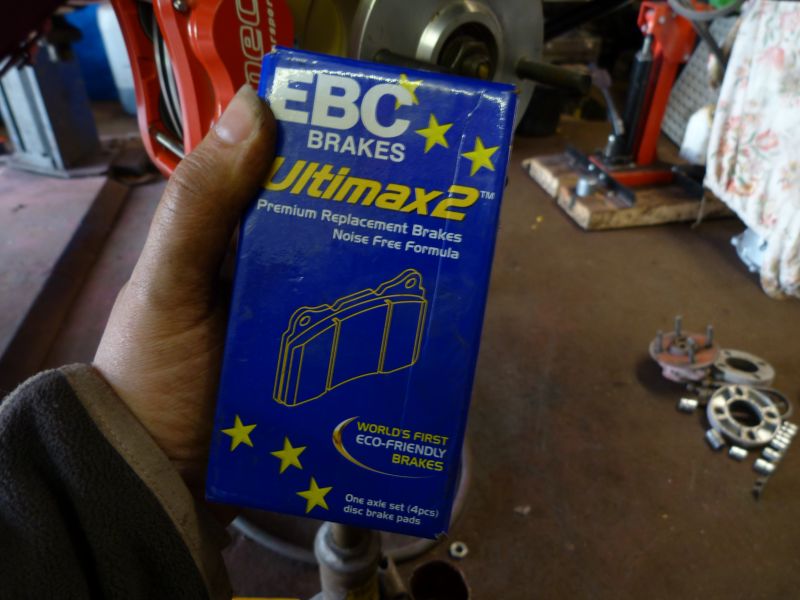 EBC
BRAKES
Ultimax2™
Premium Replacement Brakes
Noise Free Formula
WORLD'S FIRST
ECO-FRIENDLY
BRAKES
One axle set (4pcs)
disc brake pads